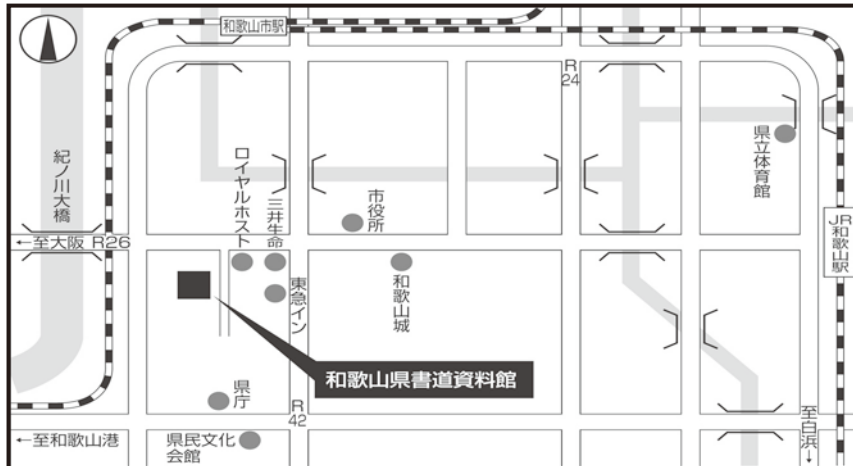 和歌山市駅
R
24
紀ノ川大橋
ロイヤルホスト
三井生命
市役所
県立体育館
JR
和歌山駅
←至大阪 R26
東急イン
和歌山城
和歌山県書道資料館
県庁
R
42
至白浜→
←至和歌山港
県民文化
会館